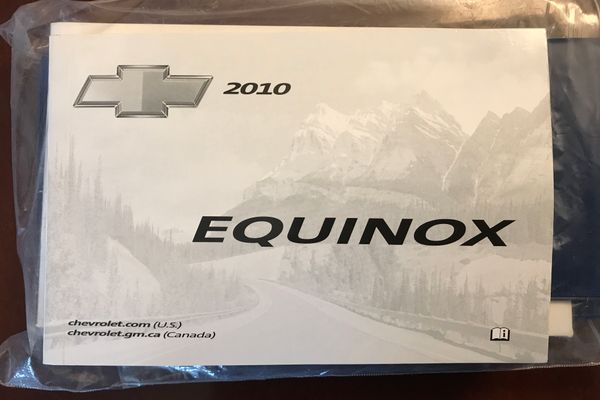 2010
EQUINOX
chevrolet.com (U.S.)
chevrolet.gm.ca (Canada)